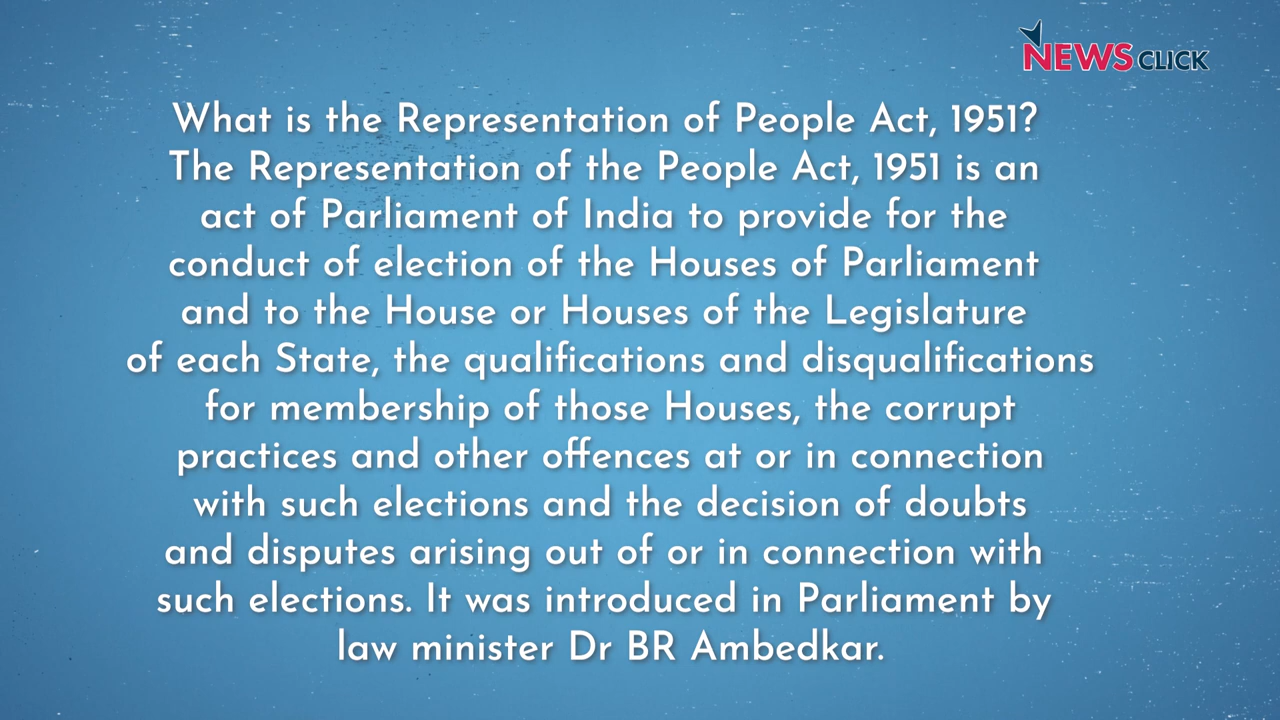 NEWS CLICK
What is the Representation of People Act, 1951?
The Representation of the People Act, 1951 is an
act of Parliament of India to provide for the
conduct of election of the Houses of Parliament
and to the House or Houses of the Legislature
of each State, the qualifications and disqualifications
for membership of those Houses, the corrupt
practices and other offences at or in connection
with such elections and the decision of doubts
and disputes arising out of or in connection with
such elections. It was introduced in Parliament by
law minister Dr BR Ambedkar.